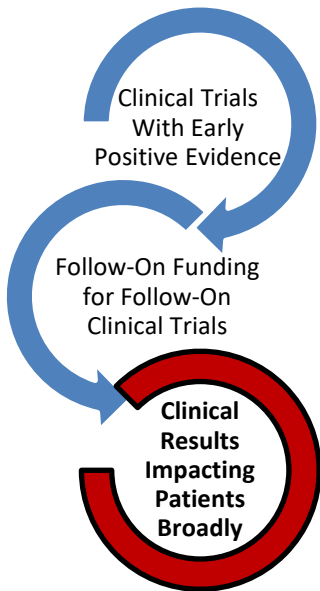 Clinical Trials
With Early
Positive Evidence
Follow-On Funding
for Follow-On
Clinical Trials
Clinical
Results
Impacting
Patients
Broadly